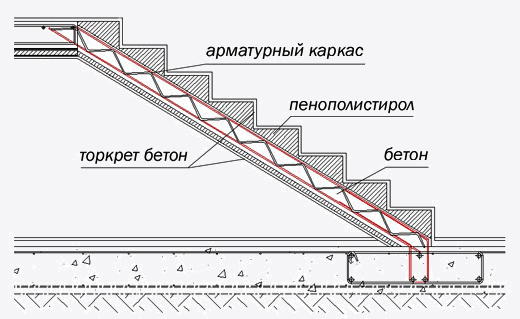 арматурный каркас
пенополистирол
торкрет бетон
бетон